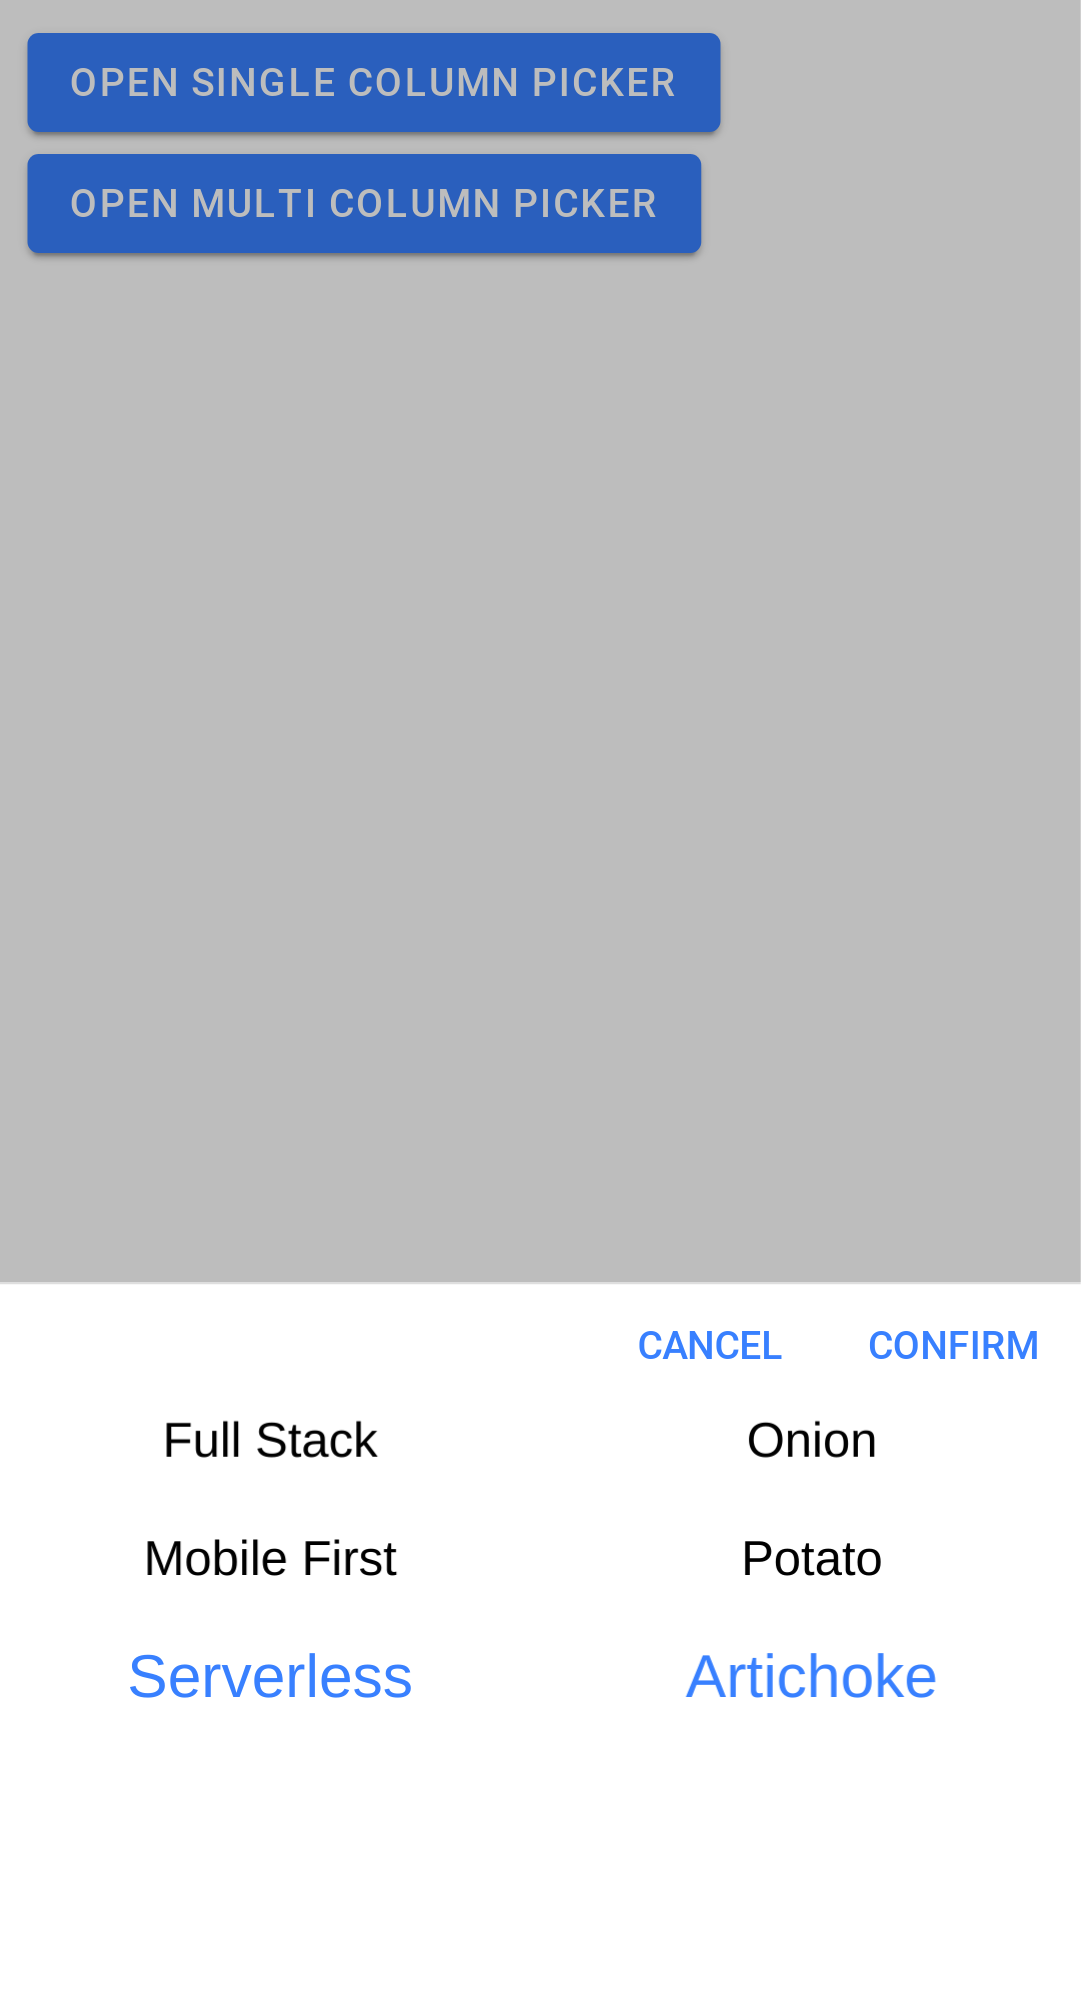 OPEN SINGLE COLUMN PICKER
OPEN MULTI COLUMN PICKER
CANCEL CONFIRM
Full Stack Onion
Mobile First Potato
Serverless Artichoke